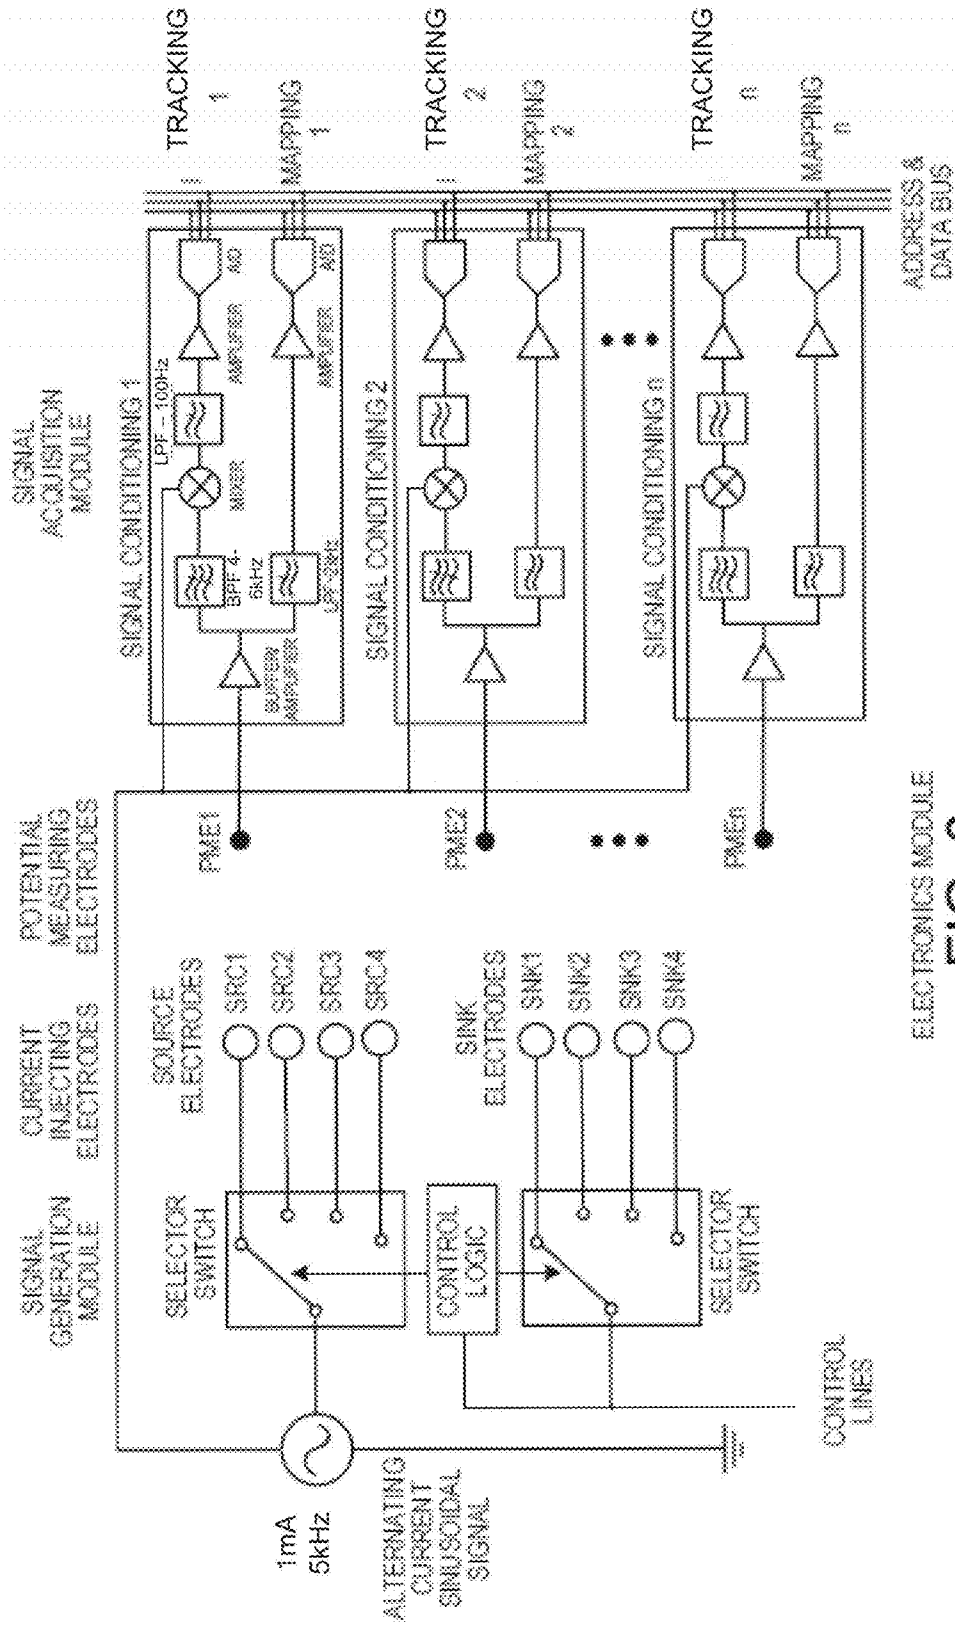 SIGNAL
GENERATION
MODULE
CURRENT
INJECTING
ELECTRODES
POTENTIAL
MEASURING
ELECTRODES
SIGNAL
ACQUISITION
MODULE
1mA
5kHz
ALTERNATING
CURRENT
SINUSOIDAL
SIGNAL
SELECTOR
SWITCH
CONTROL
LOGIC
SELECTOR
SWITCH
CONTROL
LINES
SOURCE
ELECTRODES
SRC1
SRC2
SRC3
SRC4
SINK
ELECTRODES
SNK1
SNK2
SNK3
SNK4
PME1
PME2
PMEn
SIGNAL CONDITIONING 1
BUFFER
AMPLIFIER
BPF 4-
6kHz
MIXER
LPF - 100Hz
AMPLIFIER
A/D
LPF-2kHz
AMPLIFIER
A/D
SIGNAL CONDITIONING 2
SIGNAL CONDITIONING n
TRACKING
1
MAPPING
1
TRACKING
2
MAPPING
2
TRACKING
n
MAPPING
n
ADDRESS &
DATA BUS
ELECTRONICS MODULE